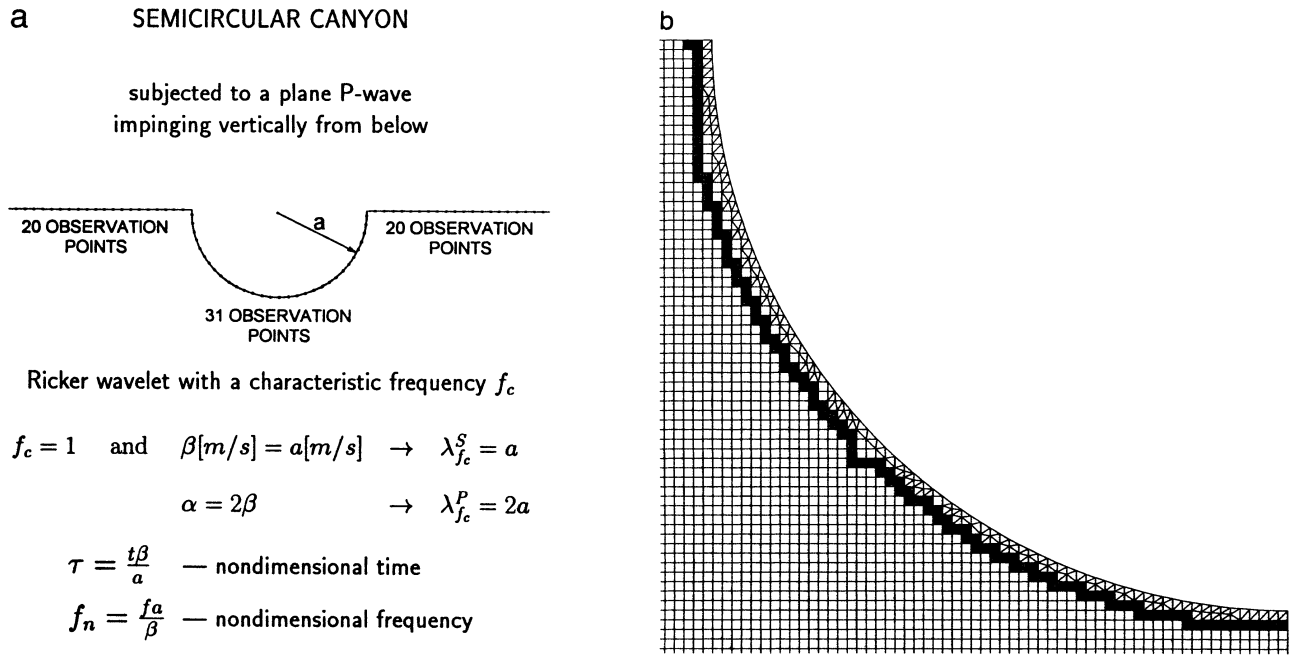 a
SEMICIRCULAR CANYON
subjected to a plane P-wave
impinging vertically from below
20 OBSERVATION
POINTS
a
20 OBSERVATION
POINTS
31 OBSERVATION
POINTS
Ricker wavelet with a characteristic frequency f_c
f_c = 1 and β[m/s] = a[m/s] → λ^S_{f_c} = a
α = 2β → λ^P_{f_c} = 2a
τ = tβ/a — nondimensional time
f_n = fa/β — nondimensional frequency
b